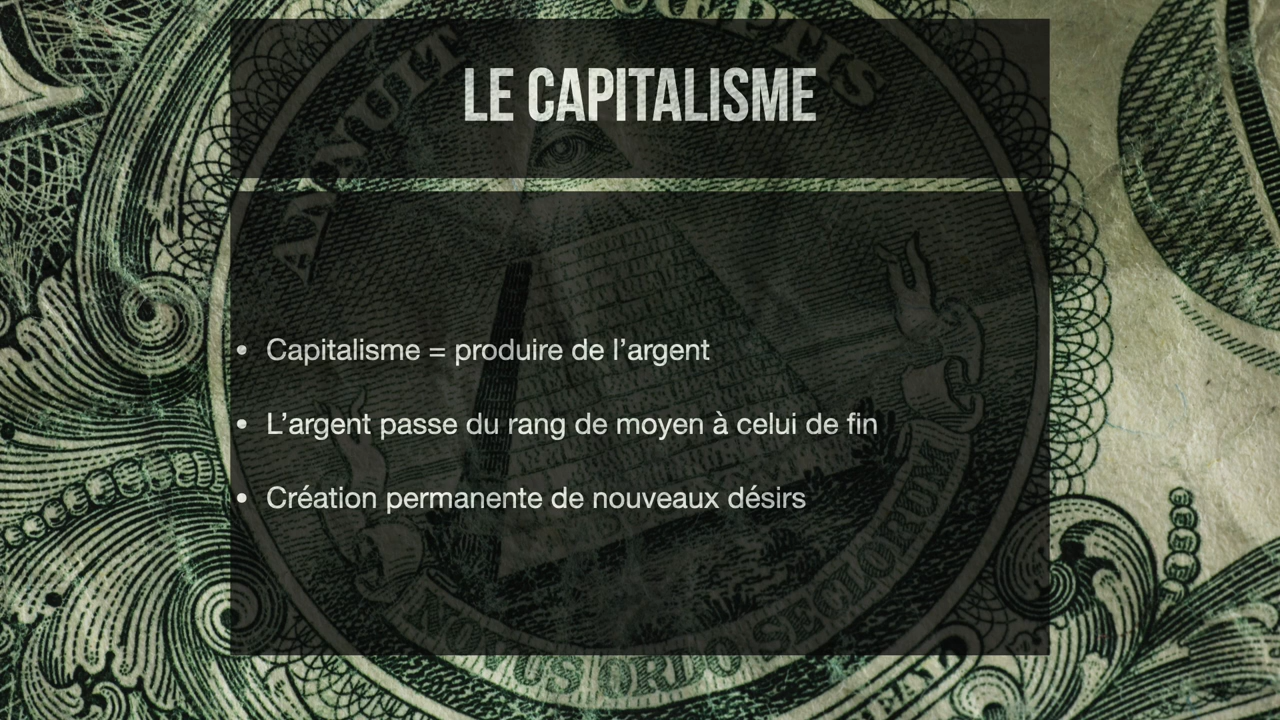 ANNUIT CŒPTIS
LE CAPITALISME
• Capitalisme = produire de l’argent
• L’argent passe du rang de moyen à celui de fin
• Création permanente de nouveaux désirs
NOVUS ORDO SECLORUM